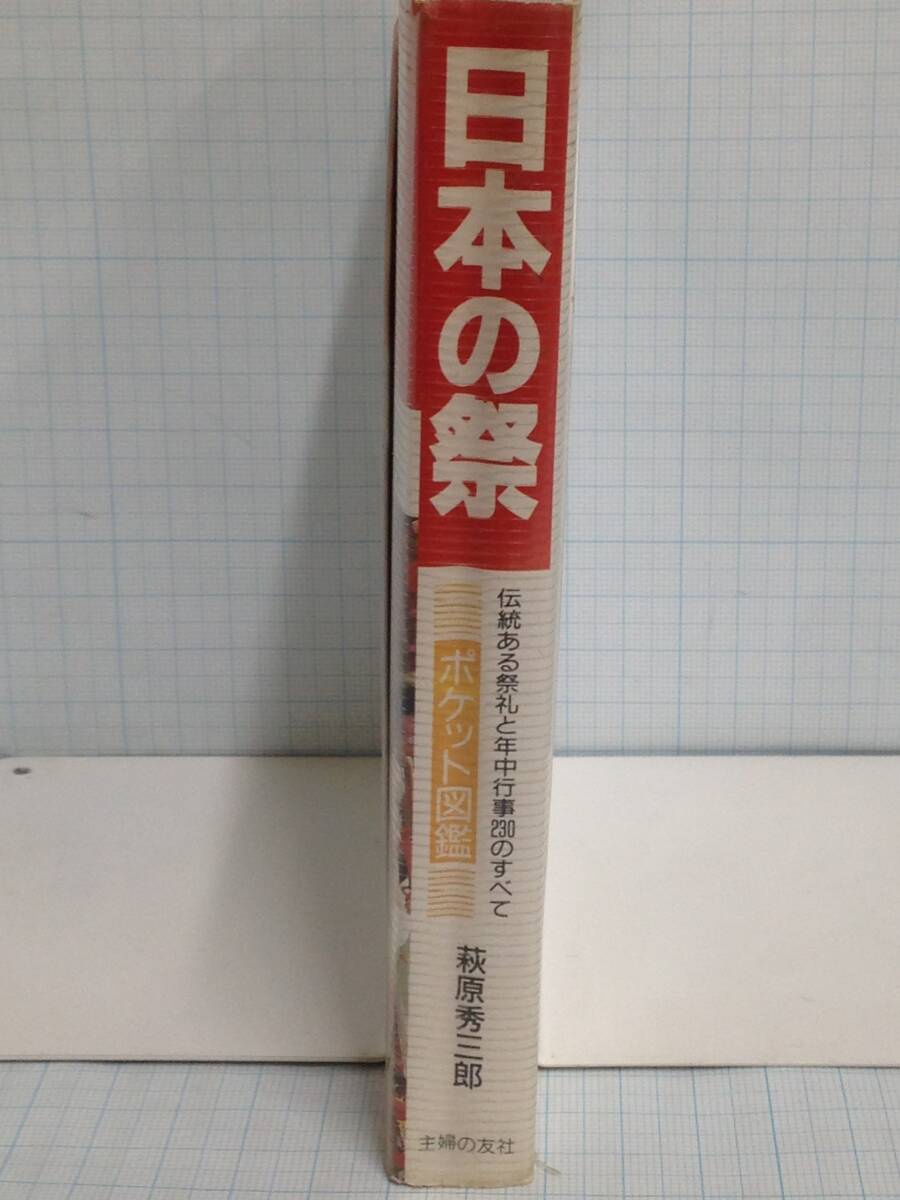 日本の祭
伝統ある祭礼と年中行事230のすべて
ポケット図鑑
萩原秀三郎
主婦の友社